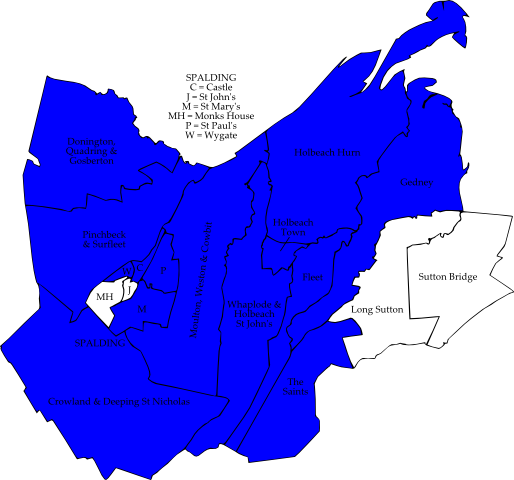 SPALDING
C = Castle
J = St John's
M = St Mary's
MH = Monks House
P = St Paul's
W = Wygate
Donington,
Quadring &
Gosberton
Holbeach Hurn
Gedney
Holbeach
Town
Pinchbeck
& Surfleet
Moulton, Weston & Cowbit
W
C
P
MH
J
M
SPALDING
Fleet
Sutton Bridge
Long Sutton
Whaplode &
Holbeach
St John's
The
Saints
Crowland & Deeping St Nicholas